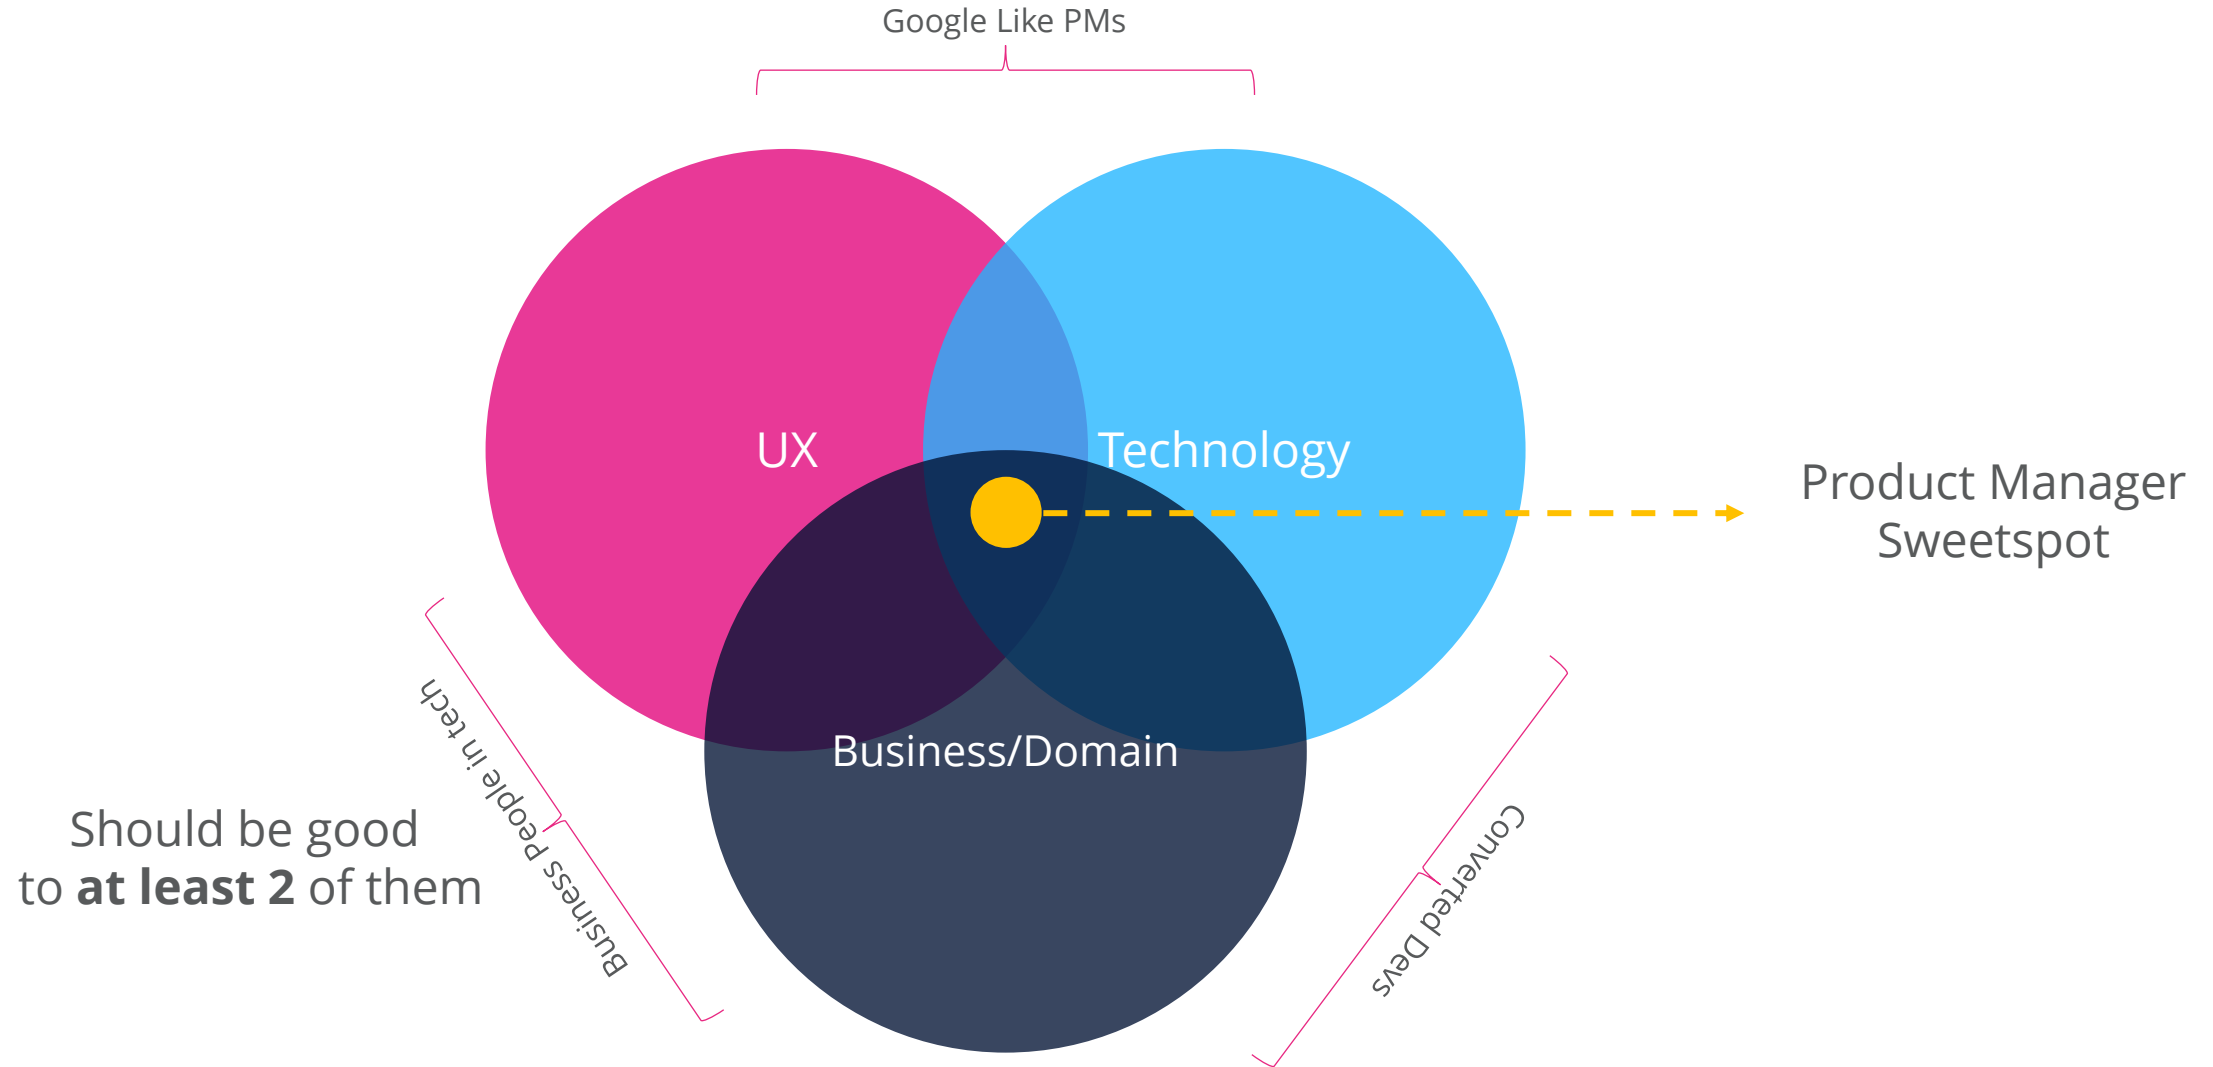 Google Like PMs
UX
Technology
Product Manager
Sweetspot
Business/Domain
Business People in tech
Should be good
to at least 2 of them
Converted Devs